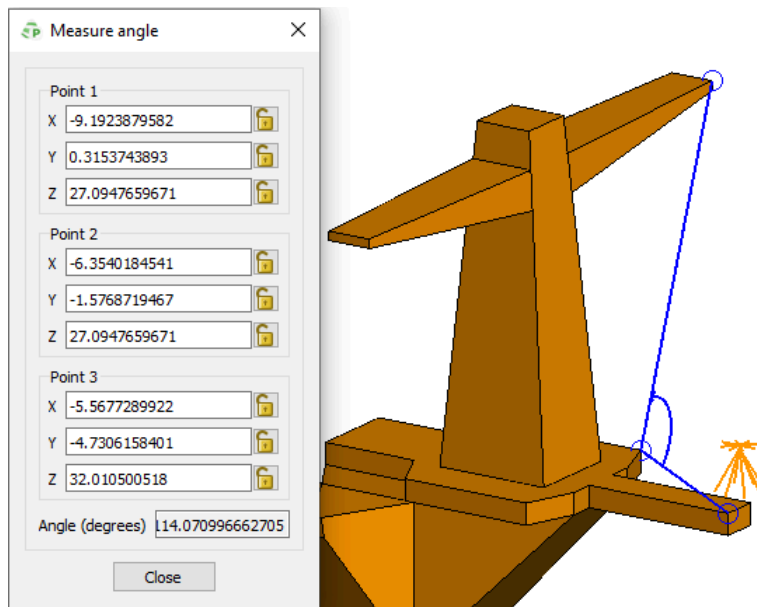 Measure angle
Point 1
X -9.1923879582
Y 0.3153743893
Z 27.0947659671
Point 2
X -6.3540184541
Y -1.5768719467
Z 27.0947659671
Point 3
X -5.5677289922
Y -4.7306158401
Z 32.010500518
Angle (degrees) 114.070996662705
Close